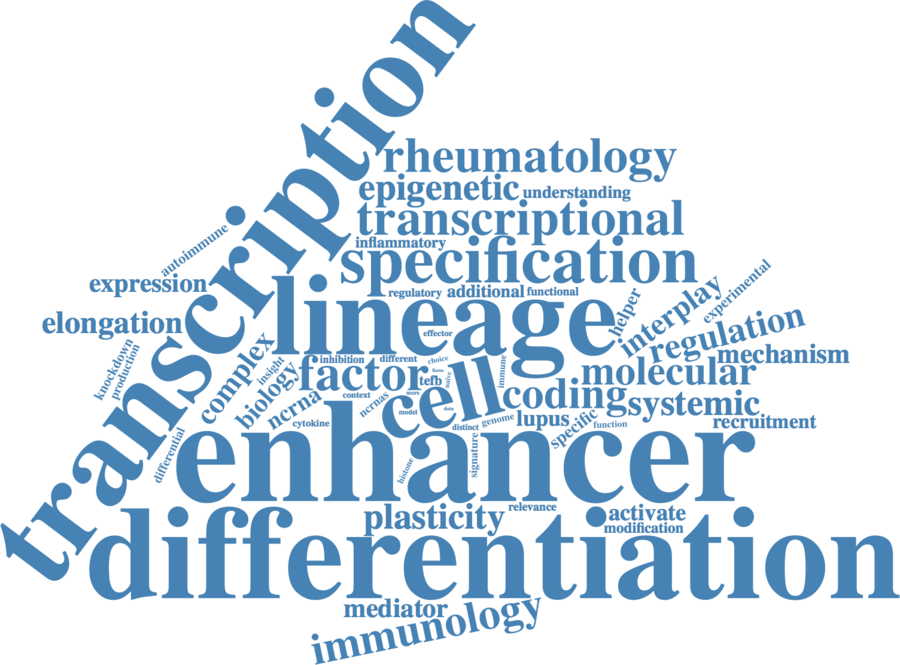 transcription
rheumatology
epigenetic
understanding
transcriptional
autoimmune
inflammatory
specification
expression
regulatory
additional
functional
experimental
lineage
helper
interplay
elongation
effector
regulation
knockdown
production
complex
insight
inhibition
different
choice
immune
mechanism
biology
factor
tefb
naive
molecular
ncrna
context
ncrnas
more
cell
coding
systemic
model
data
cytokine
distinct
genome
lupus
specific
function
recruitment
differential
enhancer
histone
signature
plasticity
relevance
activate
modification
differentiation
mediator
immunology